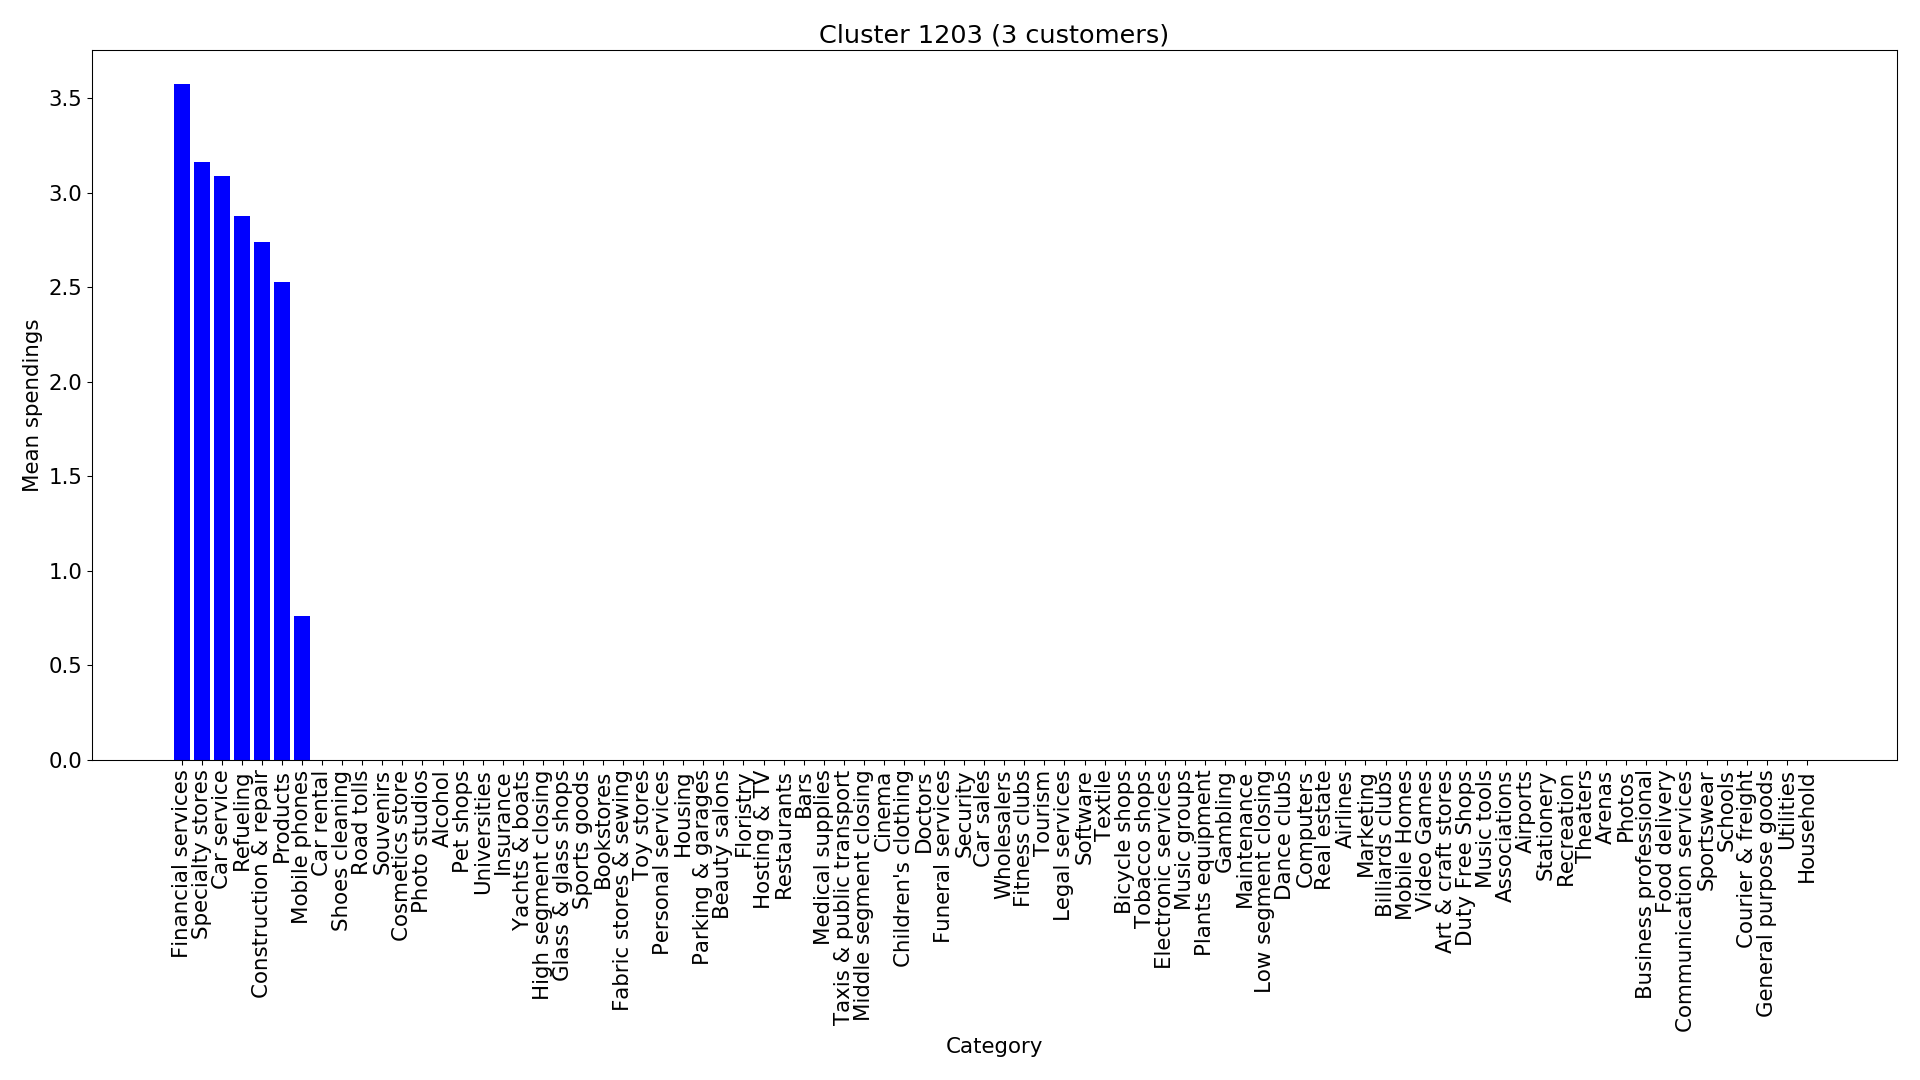 Cluster 1203 (3 customers)
Mean spendings
3.5
3.0
2.5
2.0
1.5
1.0
0.5
0.0
Financial services
Specialty stores
Car service
Refueling
Construction & repair
Products
Mobile phones
Car rental
Shoes cleaning
Road tolls
Souvenirs
Cosmetics store
Photo studios
Alcohol
Pet shops
Universities
Insurance
Yachts & boats
High segment closing
Glass & glass shops
Sports goods
Bookstores
Fabric stores & sewing
Toy stores
Personal services
Housing
Parking & garages
Beauty salons
Floristry
Hosting & TV
Restaurants
Bars
Medical supplies
Taxis & public transport
Middle segment closing
Cinema
Children's clothing
Doctors
Funeral services
Security
Car sales
Wholesalers
Fitness clubs
Tourism
Legal services
Software
Textile
Bicycle shops
Tobacco shops
Electronic services
Music groups
Plants equipment
Gambling
Maintenance
Low segment closing
Dance clubs
Computers
Real estate
Airlines
Marketing
Billiards clubs
Mobile Homes
Video Games
Art & craft stores
Duty Free Shops
Music tools
Associations
Airports
Stationery
Recreation
Theaters
Arenas
Photos
Business professional
Food delivery
Communication services
Sportswear
Schools
Courier & freight
General purpose goods
Utilities
Household
Category